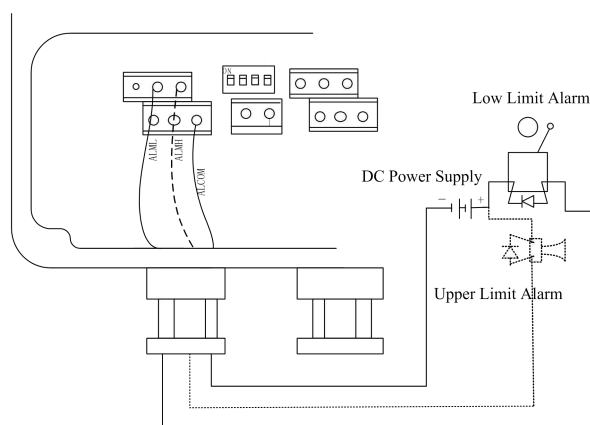 ON
Low Limit Alarm
ALML
ALMH
ALCOM
DC Power Supply
− +
Upper Limit Alarm